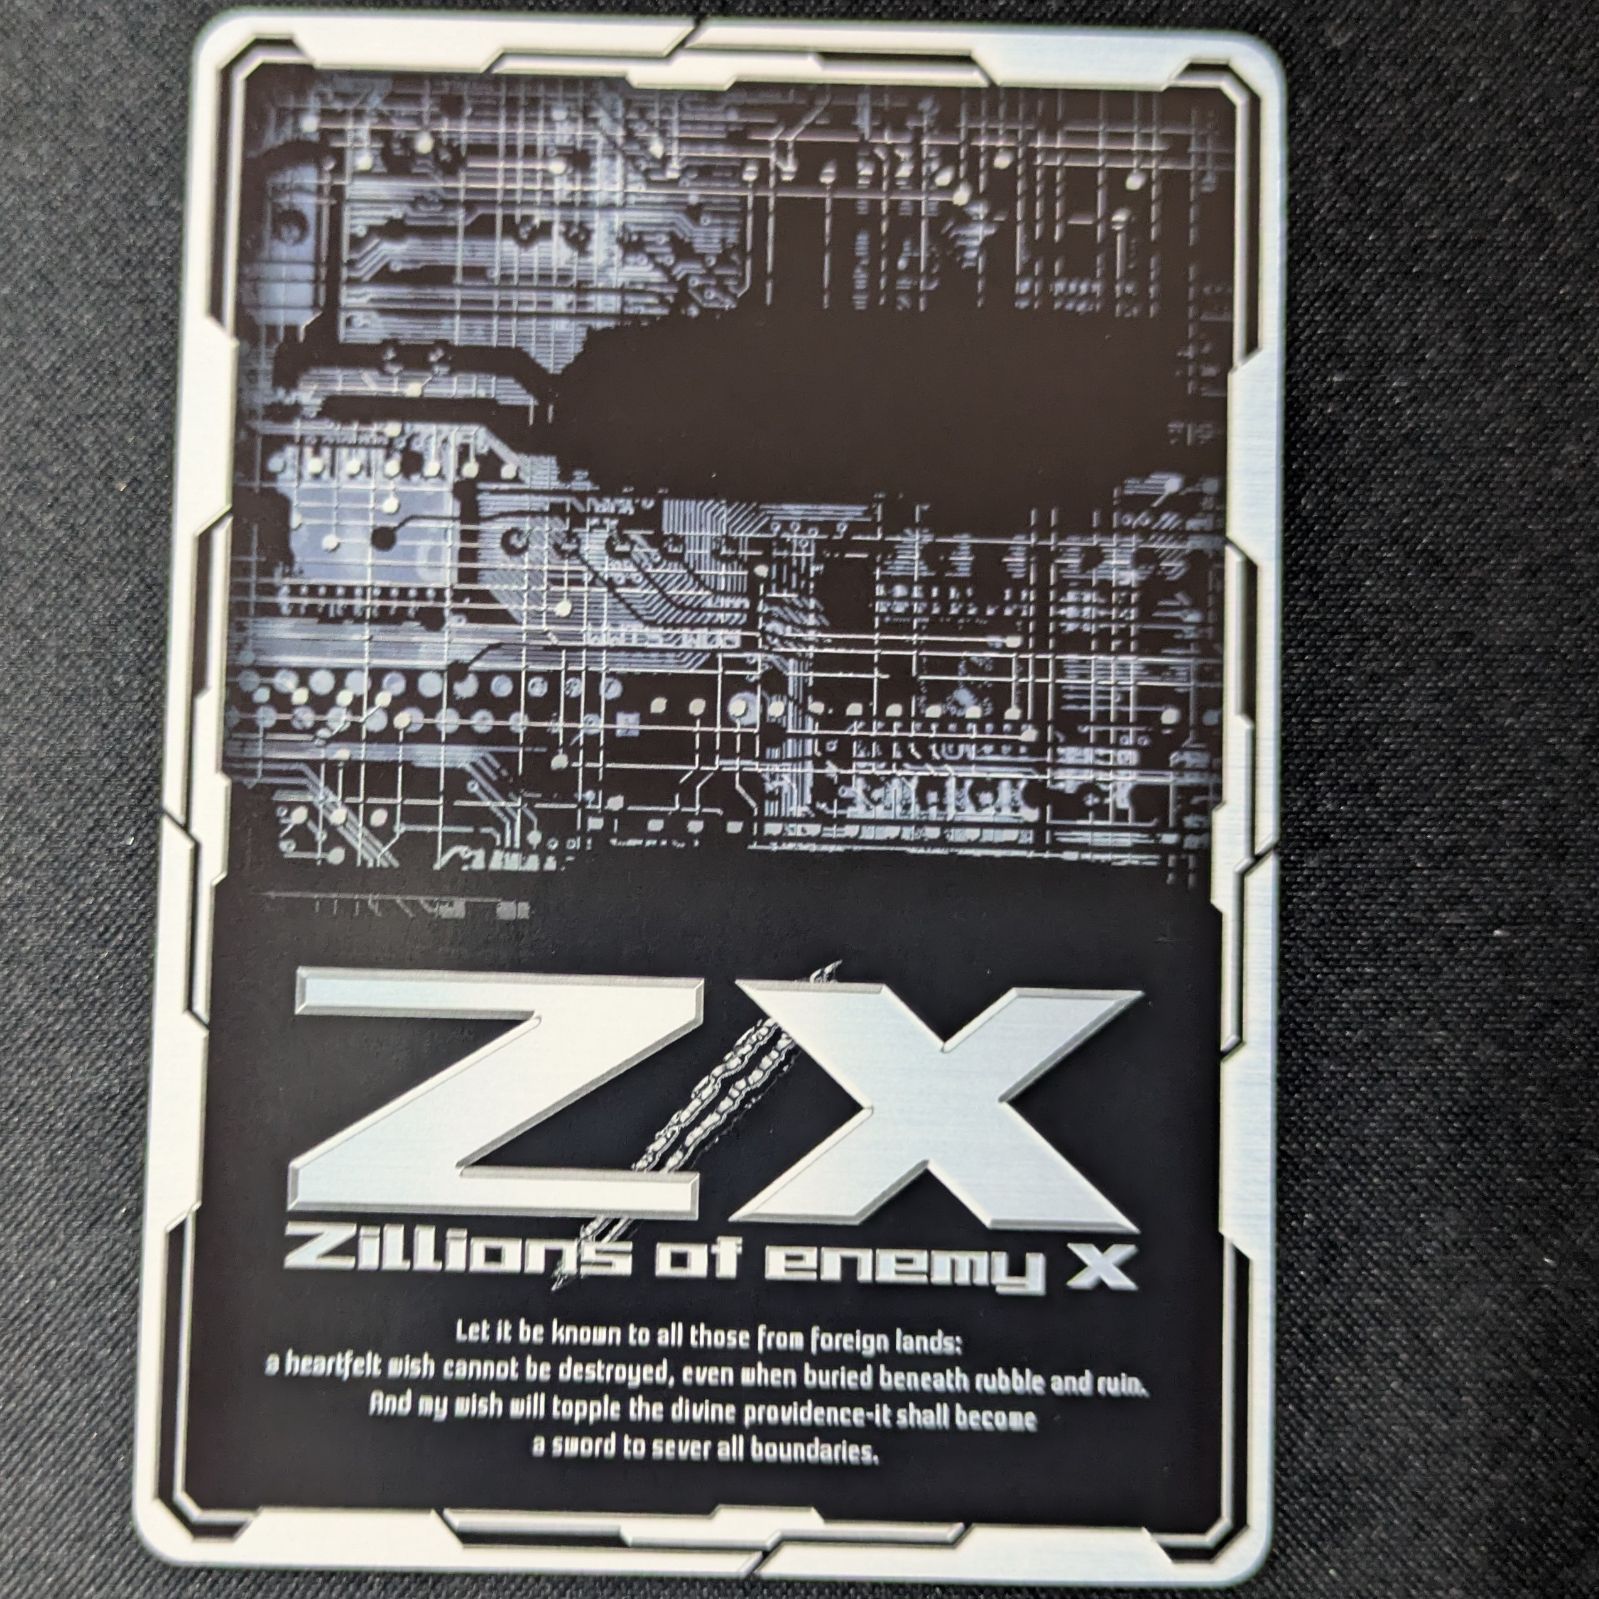 Z/X
Zillions of enemy X
Let it be known to all those from foreign lands:
a heartfelt wish cannot be destroyed, even when buried beneath rubble and ruin.
And my wish will topple the divine providence-it shall become
a sword to sever all boundaries.